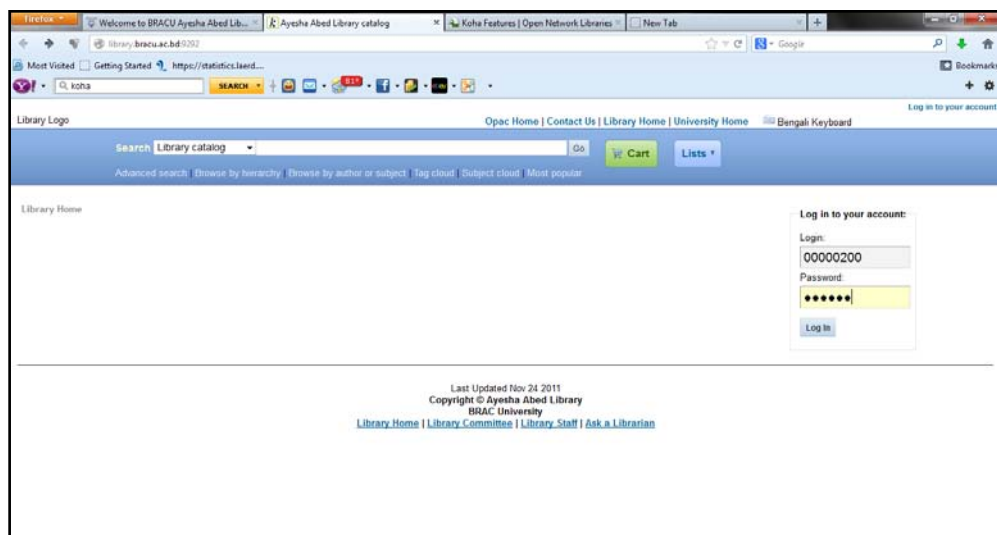 Firefox
Welcome to BRACU Ayesha Abed Lib...
Ayesha Abed Library catalog
Koha Features | Open Network Libraries
New Tab
library.bracu.ac.bd:9292
Google
Most Visited Getting Started https://statistics.laerd....
Bookmarks
koha
SEARCH
Log in to your account
Library Logo
Opac Home | Contact Us | Library Home | University Home Bengali Keyboard
Search Library catalog Go Cart Lists
Advanced search | Browse by hierarchy | Browse by author or subject | Tag cloud | Subject cloud | Most popular
Library Home
Log in to your account:
Login:
00000200
Password:
Log In
Last Updated Nov 24 2011
Copyright © Ayesha Abed Library
BRAC University
Library Home | Library Committee | Library Staff | Ask a Librarian